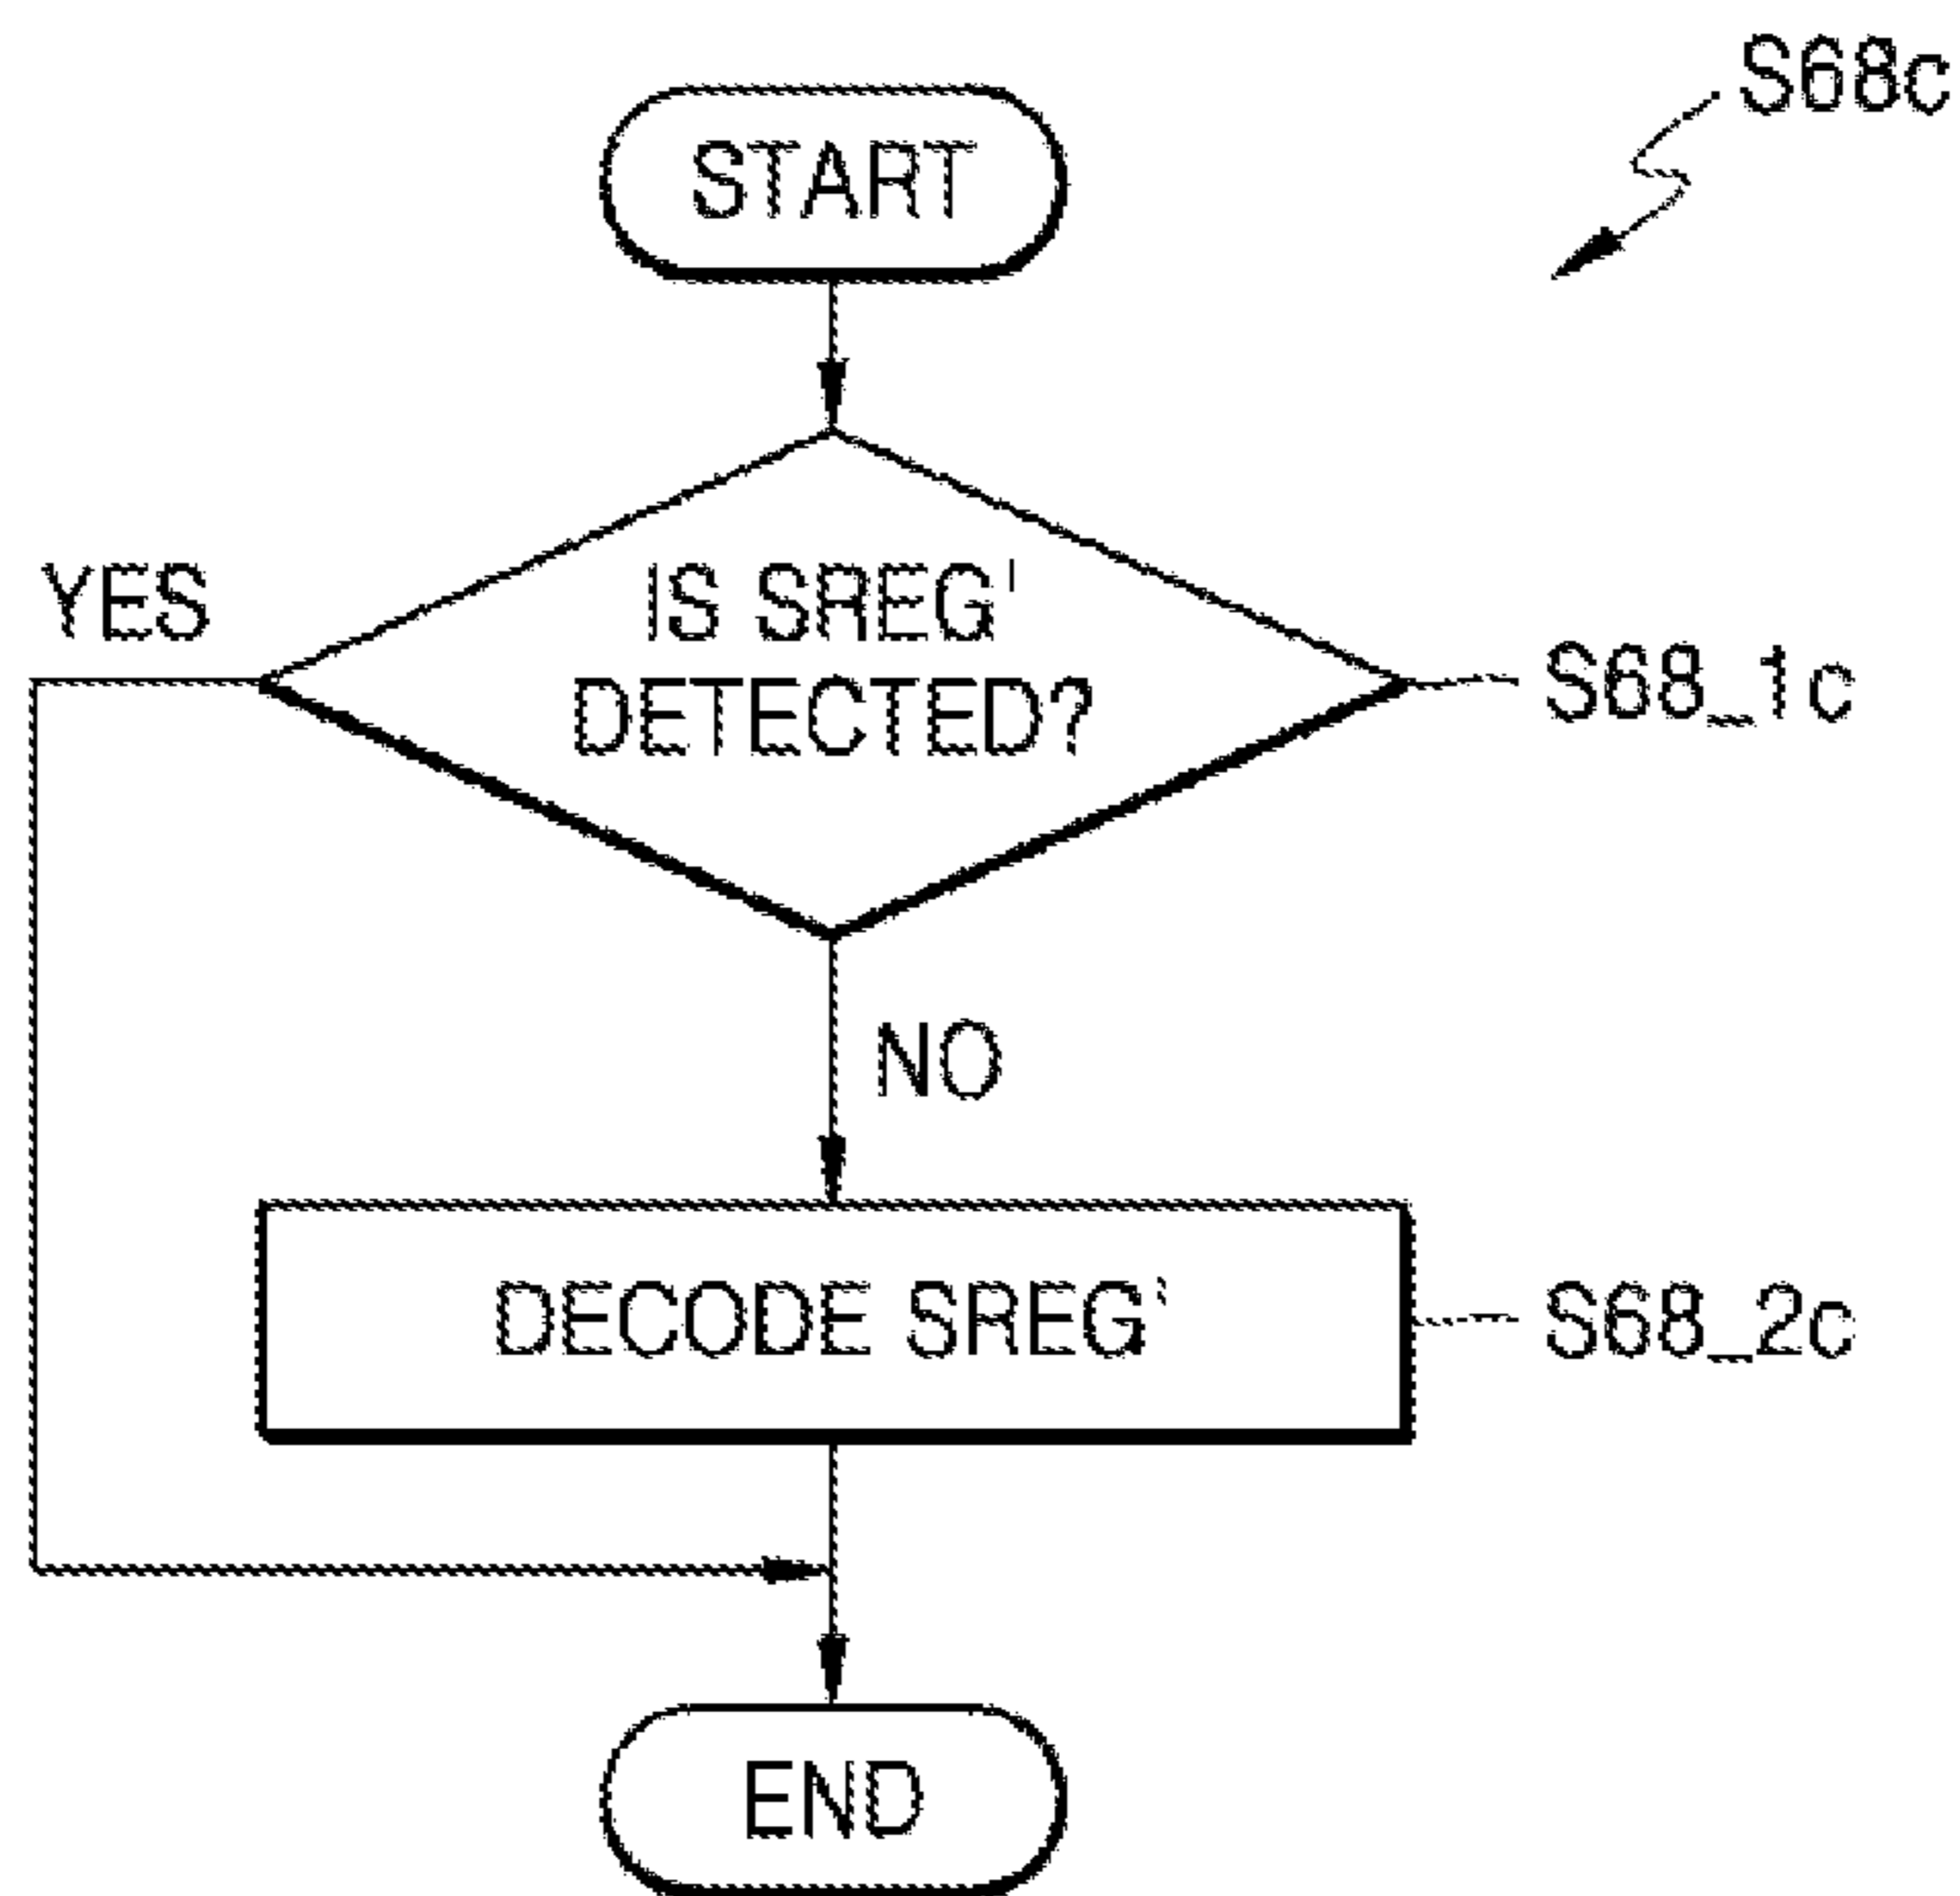 S68c
START
YES
IS SREG'
DETECTED?
S68_1c
NO
DECODE SREG'
S68_2c
END